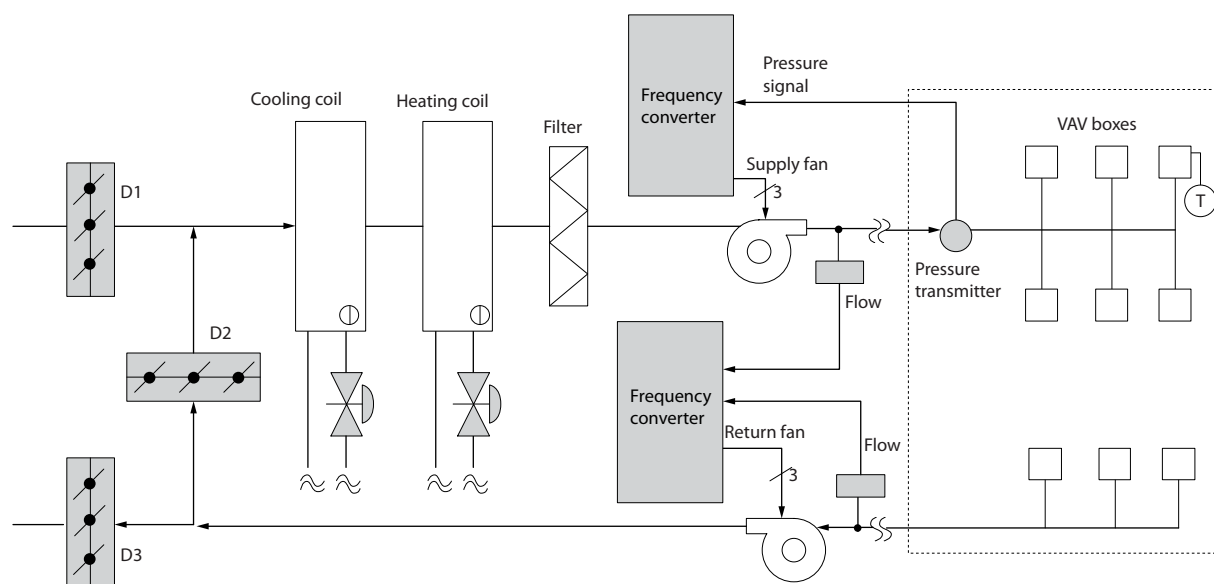 Pressure
signal
Frequency
converter
Cooling coil
Heating coil
Filter
VAV boxes
Supply fan
3
D1
T
Pressure
transmitter
Flow
D2
Frequency
converter
Return fan
Flow
3
D3